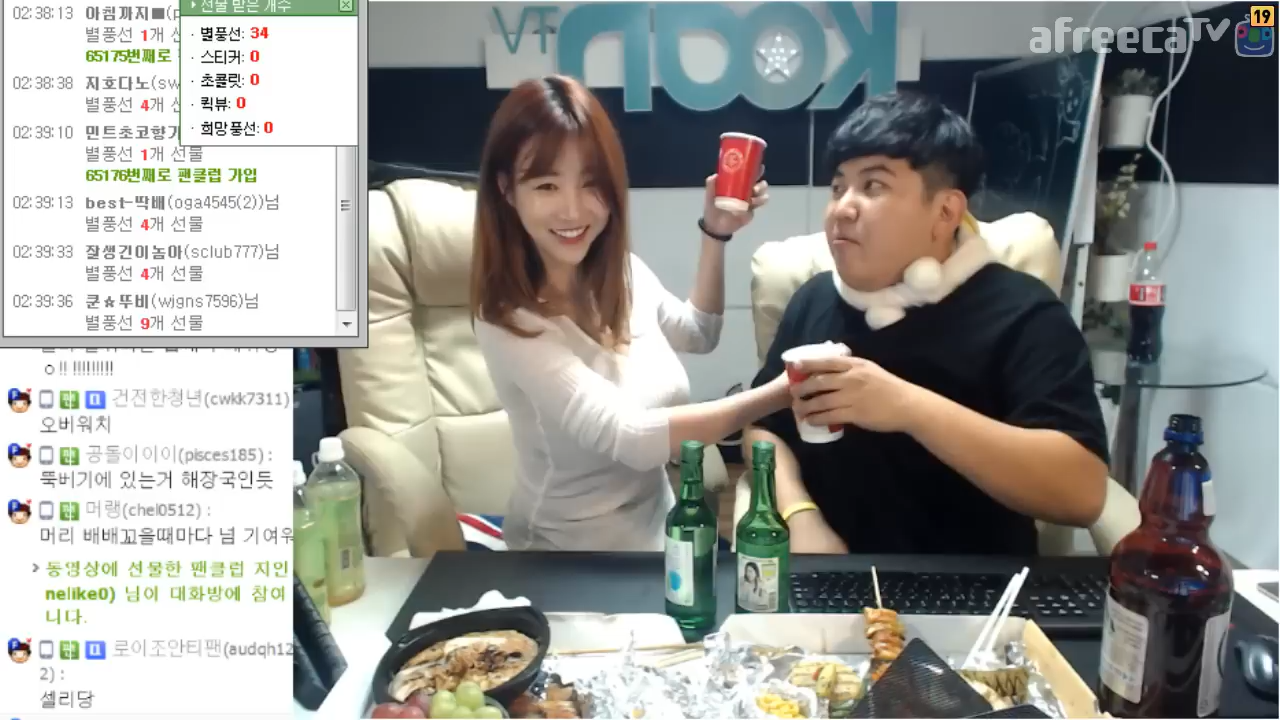 선물 받은 개수
· 별풍선: 34
· 스티커: 0
· 초콜릿: 0
· 퀵뷰: 0
· 희망풍선: 0
02:38:13 아침까지■(p
별풍선 1개 선
65175번째로
02:38:38 지호다노(sw
별풍선 4개 선
02:39:10 민트초코향기
별풍선 1개 선물
65176번째로 팬클럽 가입
02:39:13 best-딱배(oga4545(2))님
별풍선 4개 선물
02:39:33 잘생긴이놈아(sclub777)님
별풍선 4개 선물
02:39:36 쿤★뚜비(wigns7596)님
별풍선 9개 선물
ㅇ!! !!!!!!!!!
건전한청년(cwkk7311)
오버워치
공돌이이이(pisces185) :
뚝버기에 있는거 해장국인듯
머랭(chel0512) :
머리 배배꼬을때마다 넘 기여워
동영상에 선물한 팬클럽 지인
nelike0) 님이 대화방에 참여
니다.
로이조안티팬(audqh12
2) :
셀리당
afreecaTV
19
KOON
TV